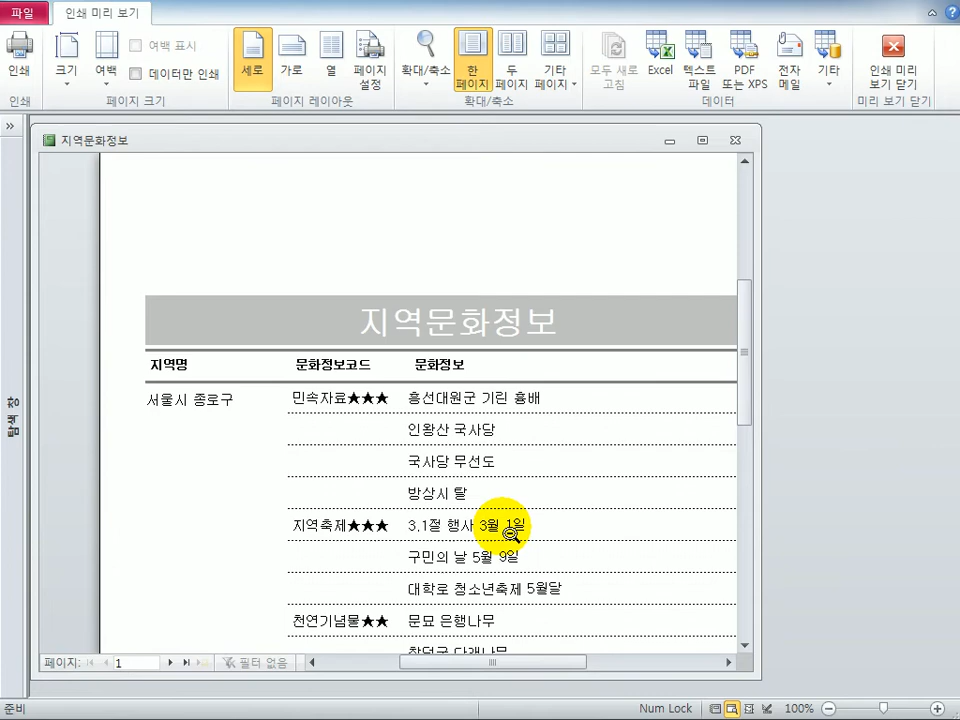 파일 인쇄 미리 보기
인쇄 크기 여백 여백 표시 데이터만 인쇄 세로 가로 열 페이지 설정 확대/축소 한 페이지 두 페이지 기타 페이지 모두 새로 고침 Excel 텍스트 파일 PDF 또는 XPS 전자 메일 기타 인쇄 미리 보기 닫기
인쇄 페이지 크기 페이지 레이아웃 확대/축소 데이터 미리 보기 닫기
지역문화정보
지역문화정보
지역명 문화정보코드 문화정보
서울시 종로구 민속자료★★★ 흥선대원군 기린 흉배
인왕산 국사당
국사당 무선도
방상시 탈
지역축제★★★ 3.1절 행사 3월 1일
구민의 날 5월 9일
대학로 청소년축제 5월달
천연기념물★★ 문묘 은행나무
창덕궁 다래나무
탐색 창
페이지: 1 필터 없음
준비 Num Lock 100%